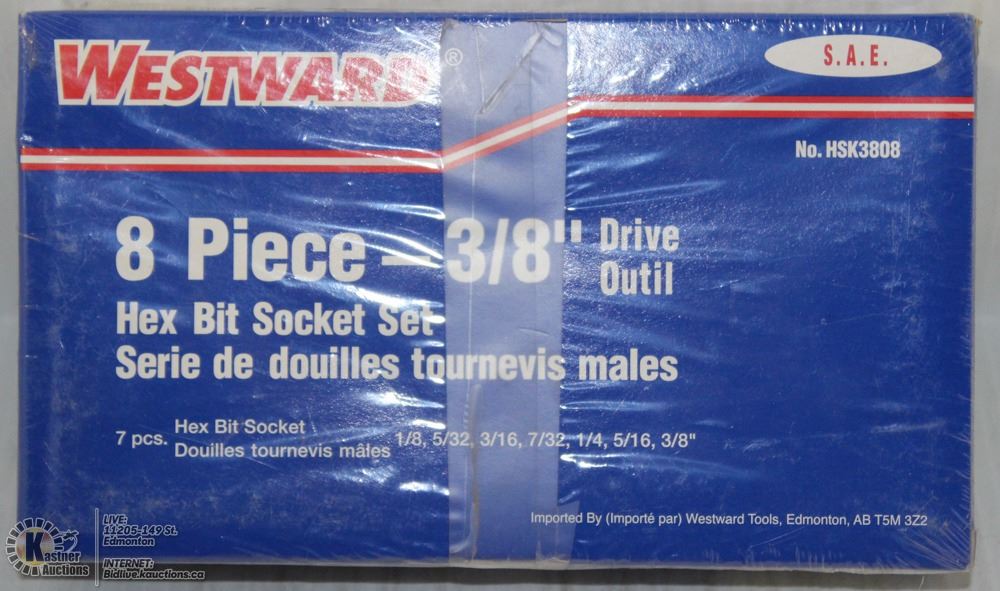 WESTWARD®
S.A.E.
No. HSK3808
8 Piece – 3/8" Drive
Outil
Hex Bit Socket Set
Serie de douilles tournevis males
7 pcs. Hex Bit Socket
Douilles tournevis mâles
1/8, 5/32, 3/16, 7/32, 1/4, 5/16, 3/8"
Imported By (Importé par) Westward Tools, Edmonton, AB T5M 3Z2
Kastner
Auctions
LIVE:
11205-149 St.
Edmonton
INTERNET:
Bidlive.kauctions.ca